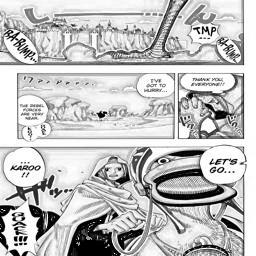 BA-BUMP...
TMP...
BA-BUMP...
THANK YOU,
EVERYONE!!
I'VE GOT
TO
HURRY...
THE REBEL
FORCES
ARE VERY
NEAR.
LET'S
GO...
...KAROO
!!